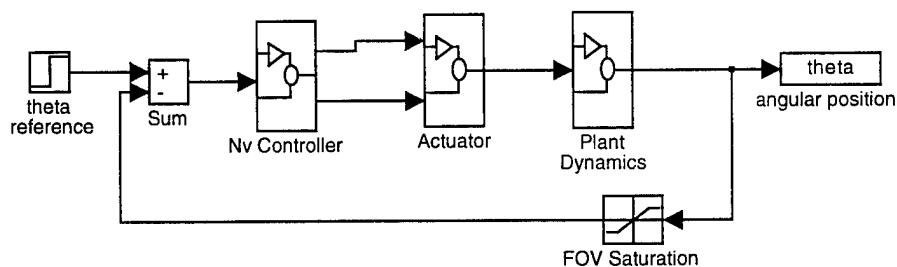 theta
reference
+
-
Sum
Nv Controller
Actuator
Plant
Dynamics
theta
angular position
FOV Saturation